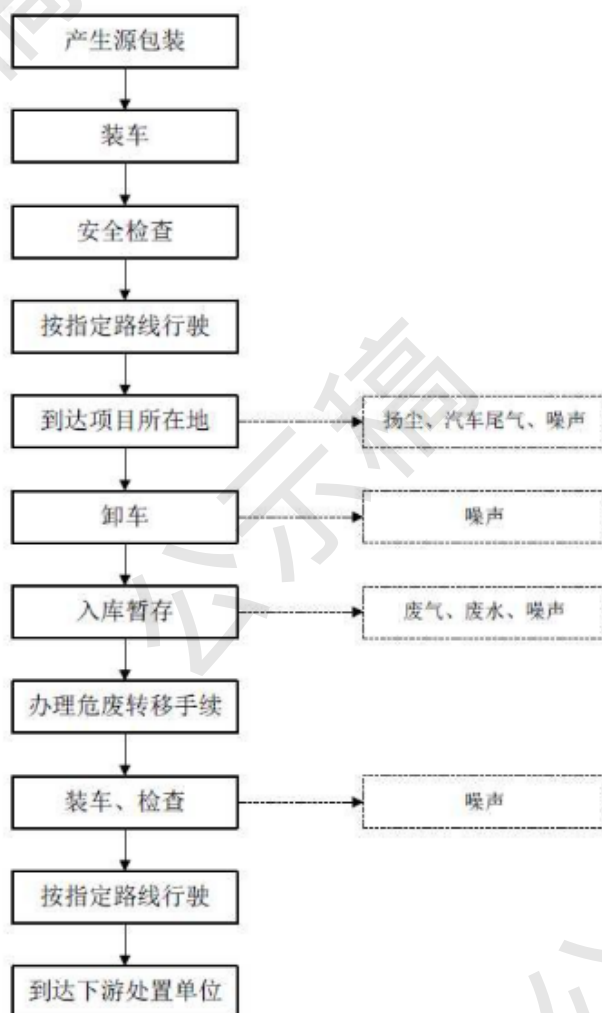 产生源包装
装车
安全检查
按指定路线行驶
到达项目所在地
扬尘、汽车尾气、噪声
卸车
噪声
入库暂存
废气、废水、噪声
办理危废转移手续
装车、检查
噪声
按指定路线行驶
到达下游处置单位
公示稿